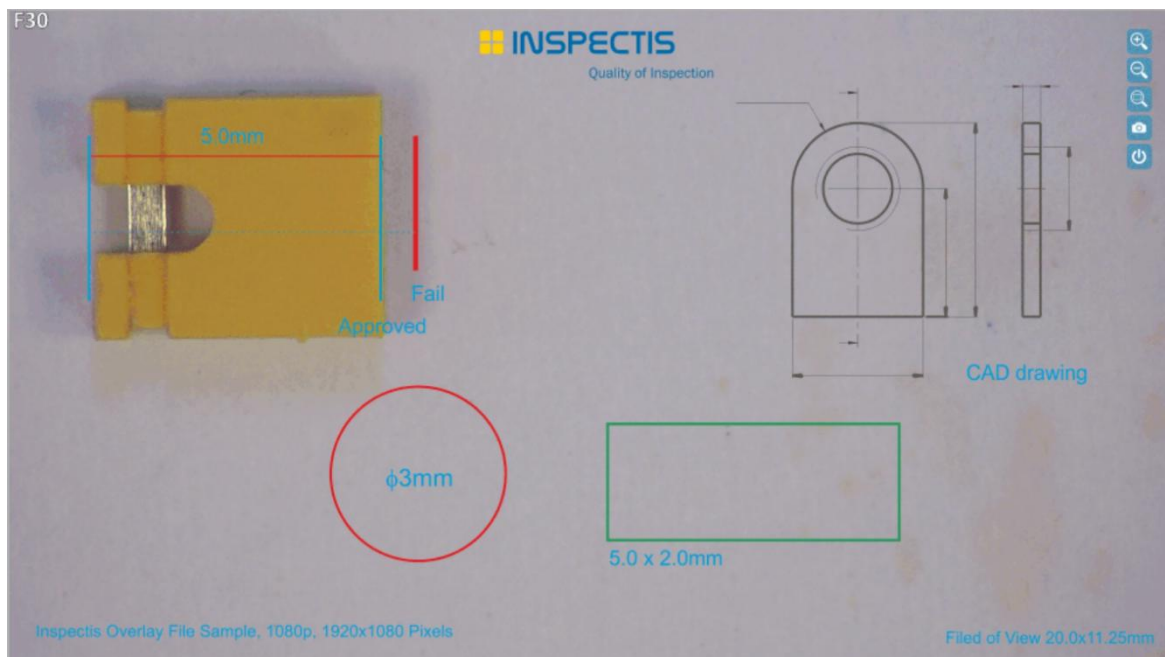 F30
INSPECTIS
Quality of Inspection
5.0mm
Fail
Approved
CAD drawing
ϕ3mm
5.0 x 2.0mm
Inspectis Overlay File Sample, 1080p, 1920x1080 Pixels
Filed of View 20.0x11.25mm